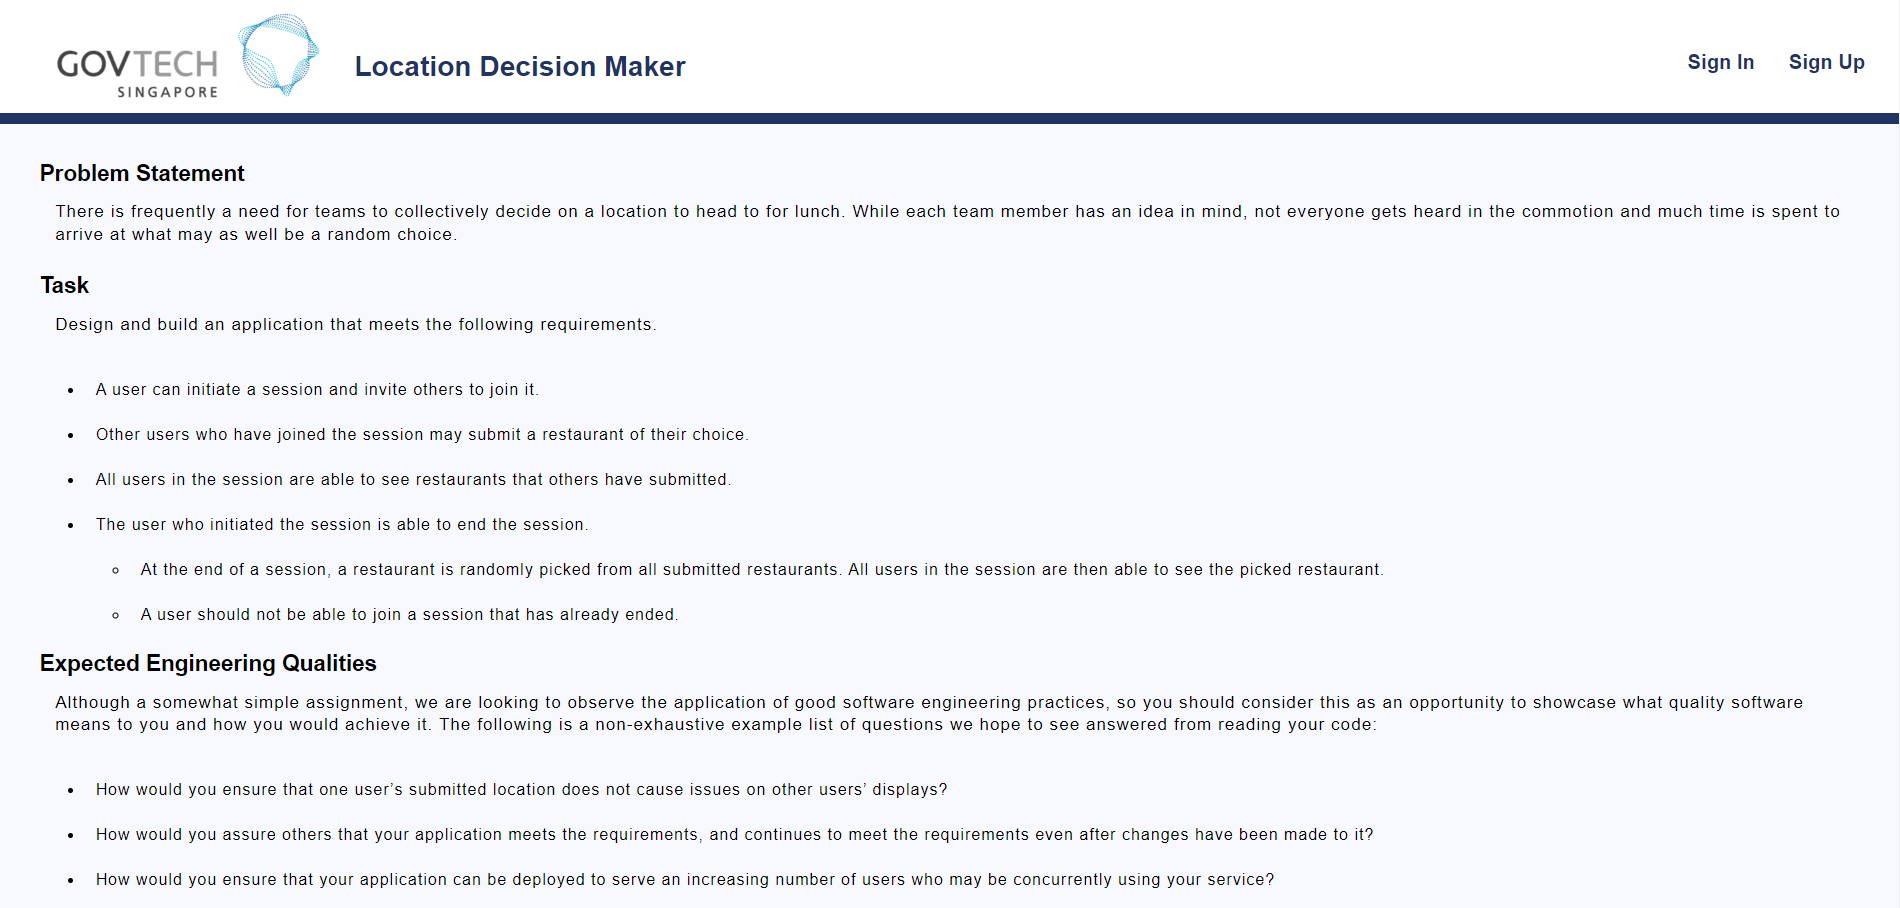 GOVTECH
SINGAPORE
Location Decision Maker
Sign In
Sign Up
Problem Statement
There is frequently a need for teams to collectively decide on a location to head to for lunch. While each team member has an idea in mind, not everyone gets heard in the commotion and much time is spent to
arrive at what may as well be a random choice.
Task
Design and build an application that meets the following requirements.
• A user can initiate a session and invite others to join it.
• Other users who have joined the session may submit a restaurant of their choice.
• All users in the session are able to see restaurants that others have submitted.
• The user who initiated the session is able to end the session.
◦ At the end of a session, a restaurant is randomly picked from all submitted restaurants. All users in the session are then able to see the picked restaurant.
◦ A user should not be able to join a session that has already ended.
Expected Engineering Qualities
Although a somewhat simple assignment, we are looking to observe the application of good software engineering practices, so you should consider this as an opportunity to showcase what quality software
means to you and how you would achieve it. The following is a non-exhaustive example list of questions we hope to see answered from reading your code:
• How would you ensure that one user’s submitted location does not cause issues on other users’ displays?
• How would you assure others that your application meets the requirements, and continues to meet the requirements even after changes have been made to it?
• How would you ensure that your application can be deployed to serve an increasing number of users who may be concurrently using your service?